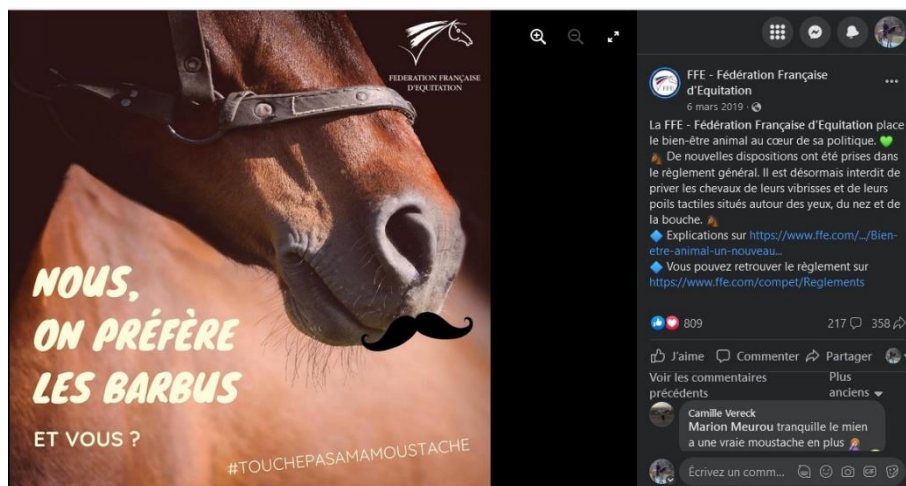 FEDERATION FRANÇAISE
D'EQUITATION
NOUS,
ON PRÉFÈRE
LES BARBUS
ET VOUS ?
#TOUCHEPASAMAMOUSTACHE
FFE - Fédération Française
d'Equitation
6 mars 2019 ·
La FFE - Fédération Française d'Equitation place
le bien-être animal au cœur de sa politique. 💚
🐴 De nouvelles dispositions ont été prises dans
le règlement général. Il est désormais interdit de
priver les chevaux de leurs vibrisses et de leurs
poils tactiles situés autour des yeux, du nez et de
la bouche. 🐴
🔷 Explications sur https://www.ffe.com/.../Bien-
etre-animal-un-nouveau...
🔷 Vous pouvez retrouver le règlement sur
https://www.ffe.com/compet/Reglements
809 217 358
J'aime Commenter Partager
Voir les commentaires précédents
Plus anciens
Camille Vereck
Marion Meurou tranquille le mien
a une vraie moustache en plus
Écrivez un comm...
GIF